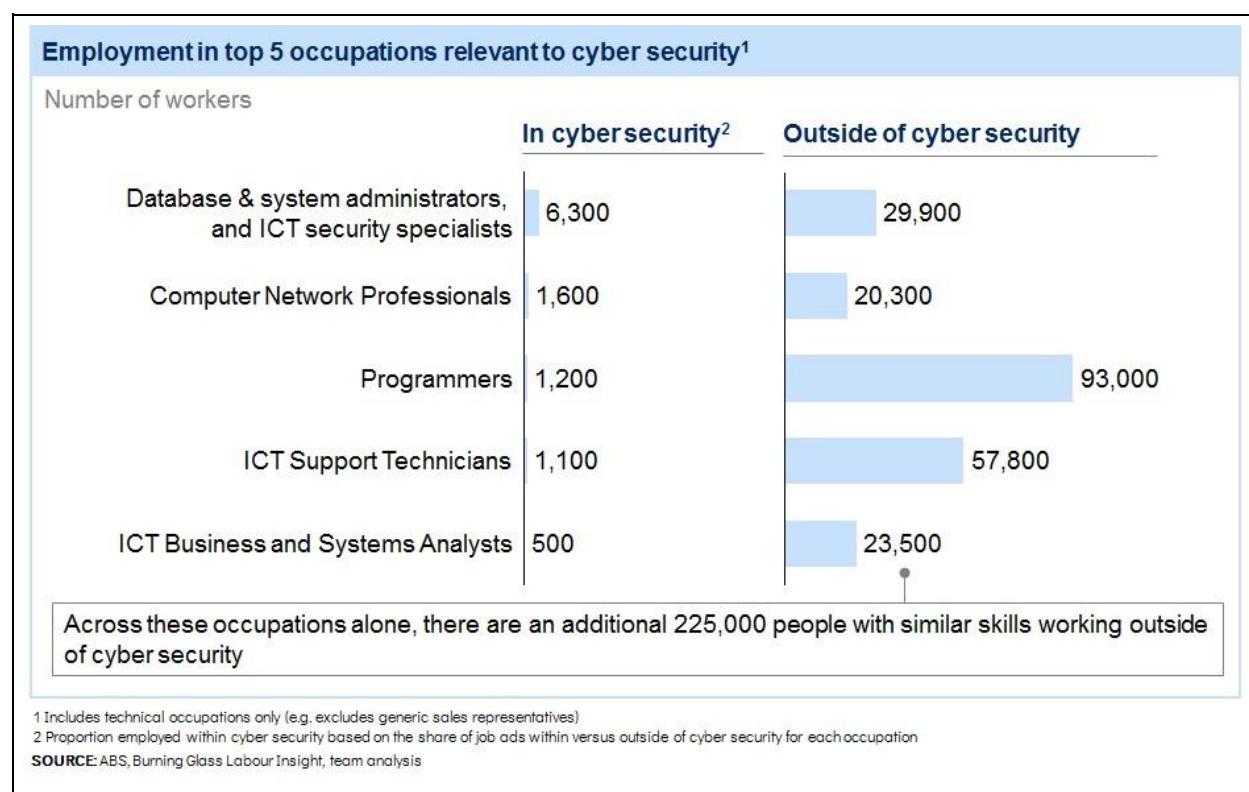 Employment in top 5 occupations relevant to cyber security¹
Number of workers
In cyber security²
Outside of cyber security
Database & system administrators,
and ICT security specialists
6,300
29,900
Computer Network Professionals
1,600
20,300
Programmers
1,200
93,000
ICT Support Technicians
1,100
57,800
ICT Business and Systems Analysts
500
23,500
Across these occupations alone, there are an additional 225,000 people with similar skills working outside
of cyber security
1 Includes technical occupations only (e.g. excludes generic sales representatives)
2 Proportion employed within cyber security based on the share of job ads within versus outside of cyber security for each occupation
SOURCE: ABS, Burning Glass Labour Insight, team analysis